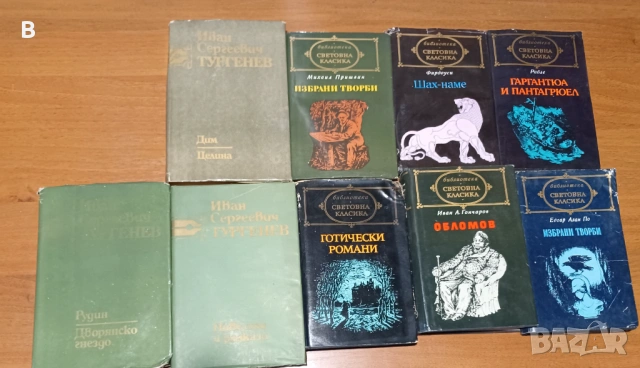 B
Иван
Сергеевич
ТУРГЕНЕВ
Дим
Целина
библиотека
СВЕТОВНА
КЛАСИКА
Михаил Пришвин
ИЗБРАНИ ТВОРБИ
библиотека
СВЕТОВНА
КЛАСИКА
Фирдоуси
Шах-наме
библиотека
СВЕТОВНА
КЛАСИКА
Рабле
ГАРГАНТЮА
И ПАНТАГРЮЕЛ
Рудин
Дворянско
гнездо
Иван
Сергеевич
ТУРГЕНЕВ
библиотека
СВЕТОВНА
КЛАСИКА
ГОТИЧЕСКИ
РОМАНИ
библиотека
СВЕТОВНА
КЛАСИКА
Иван А. Гончаров
ОБЛОМОВ
библиотека
СВЕТОВНА
КЛАСИКА
Едгар Алан По
ИЗБРАНИ ТВОРБИ
BAZAR
bg